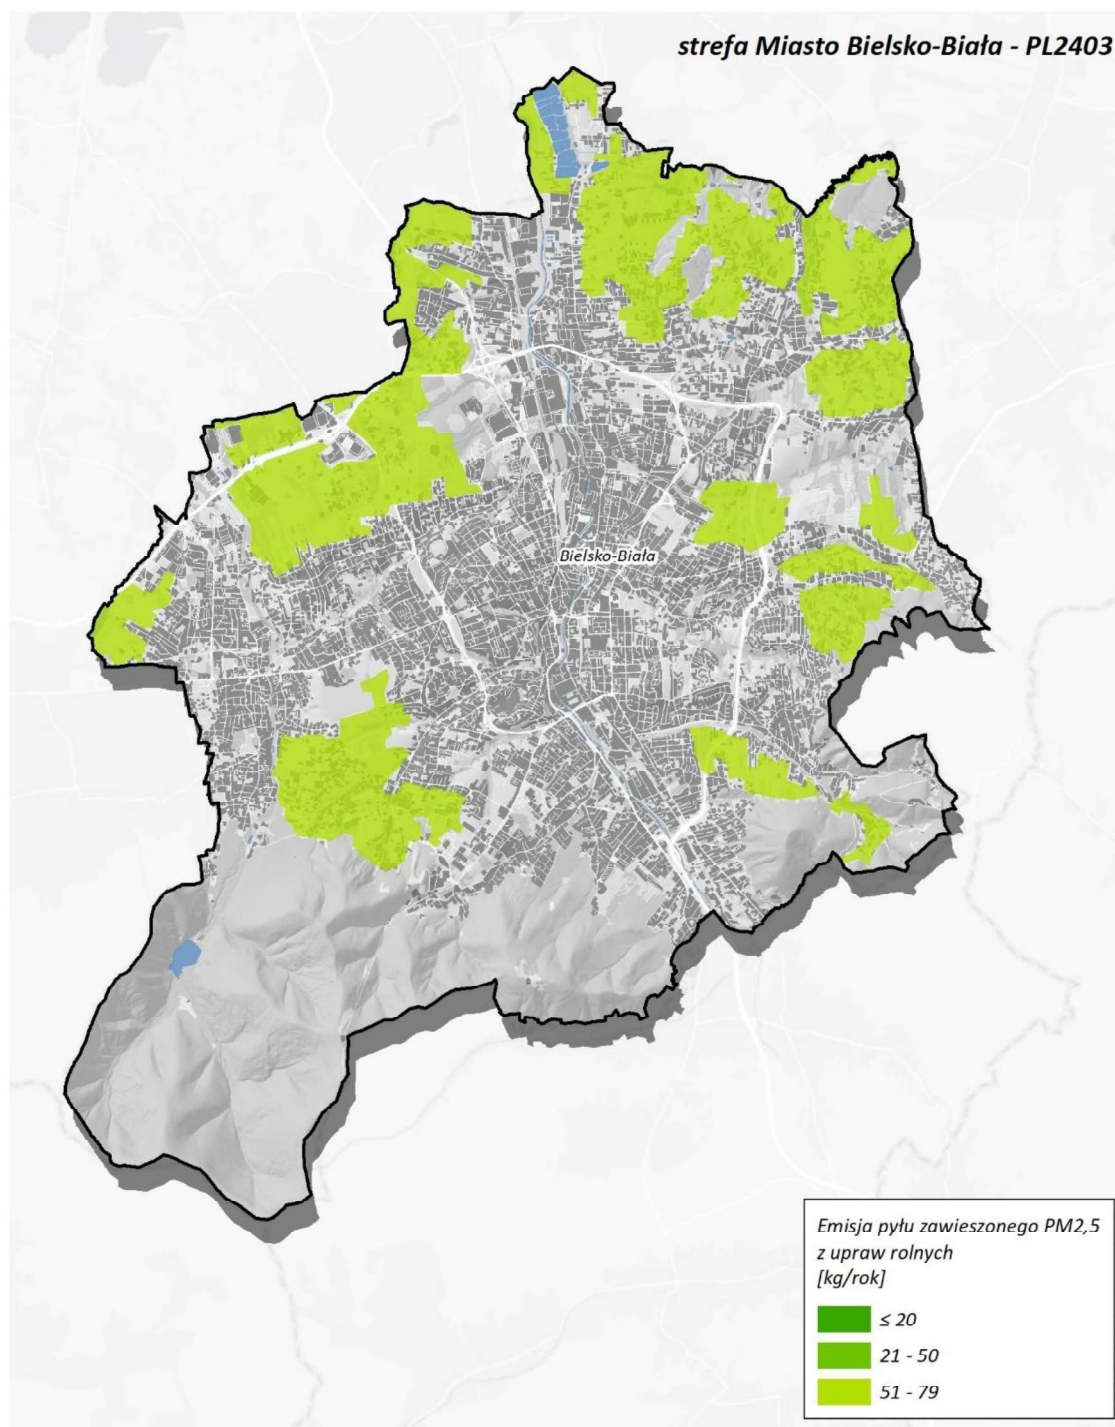 strefa Miasto Bielsko-Biała - PL2403
Bielsko-Biała
Emisja pyłu zawieszonego PM2,5
z upraw rolnych
[kg/rok]
≤ 20
21 - 50
51 - 79